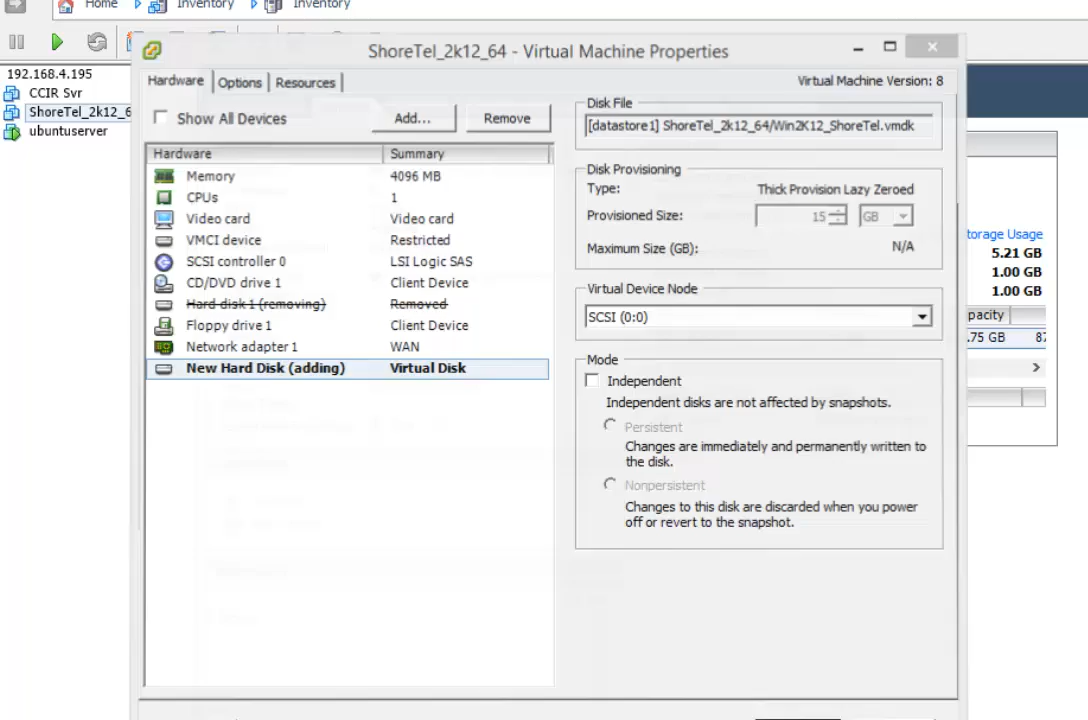 Home Inventory Inventory
ShoreTel_2k12_64 - Virtual Machine Properties
192.168.4.195
CCIR Svr
ShoreTel_2k12_6
ubuntuserver
Hardware Options Resources Virtual Machine Version: 8
Show All Devices Add... Remove
Hardware Summary
Memory 4096 MB
CPUs 1
Video card Video card
VMCI device Restricted
SCSI controller 0 LSI Logic SAS
CD/DVD drive 1 Client Device
Hard disk 1 (removing) Removed
Floppy drive 1 Client Device
Network adapter 1 WAN
New Hard Disk (adding) Virtual Disk
Disk File
[datastore1] ShoreTel_2k12_64/Win2K12_ShoreTel.vmdk
Disk Provisioning
Type: Thick Provision Lazy Zeroed
Provisioned Size: 15 GB
Maximum Size (GB): N/A
Virtual Device Node
SCSI (0:0)
Mode
Independent
Independent disks are not affected by snapshots.
Persistent
Changes are immediately and permanently written to
the disk.
Nonpersistent
Changes to this disk are discarded when you power
off or revert to the snapshot.
torage Usage
5.21 GB
1.00 GB
1.00 GB
pacity
.75 GB 87